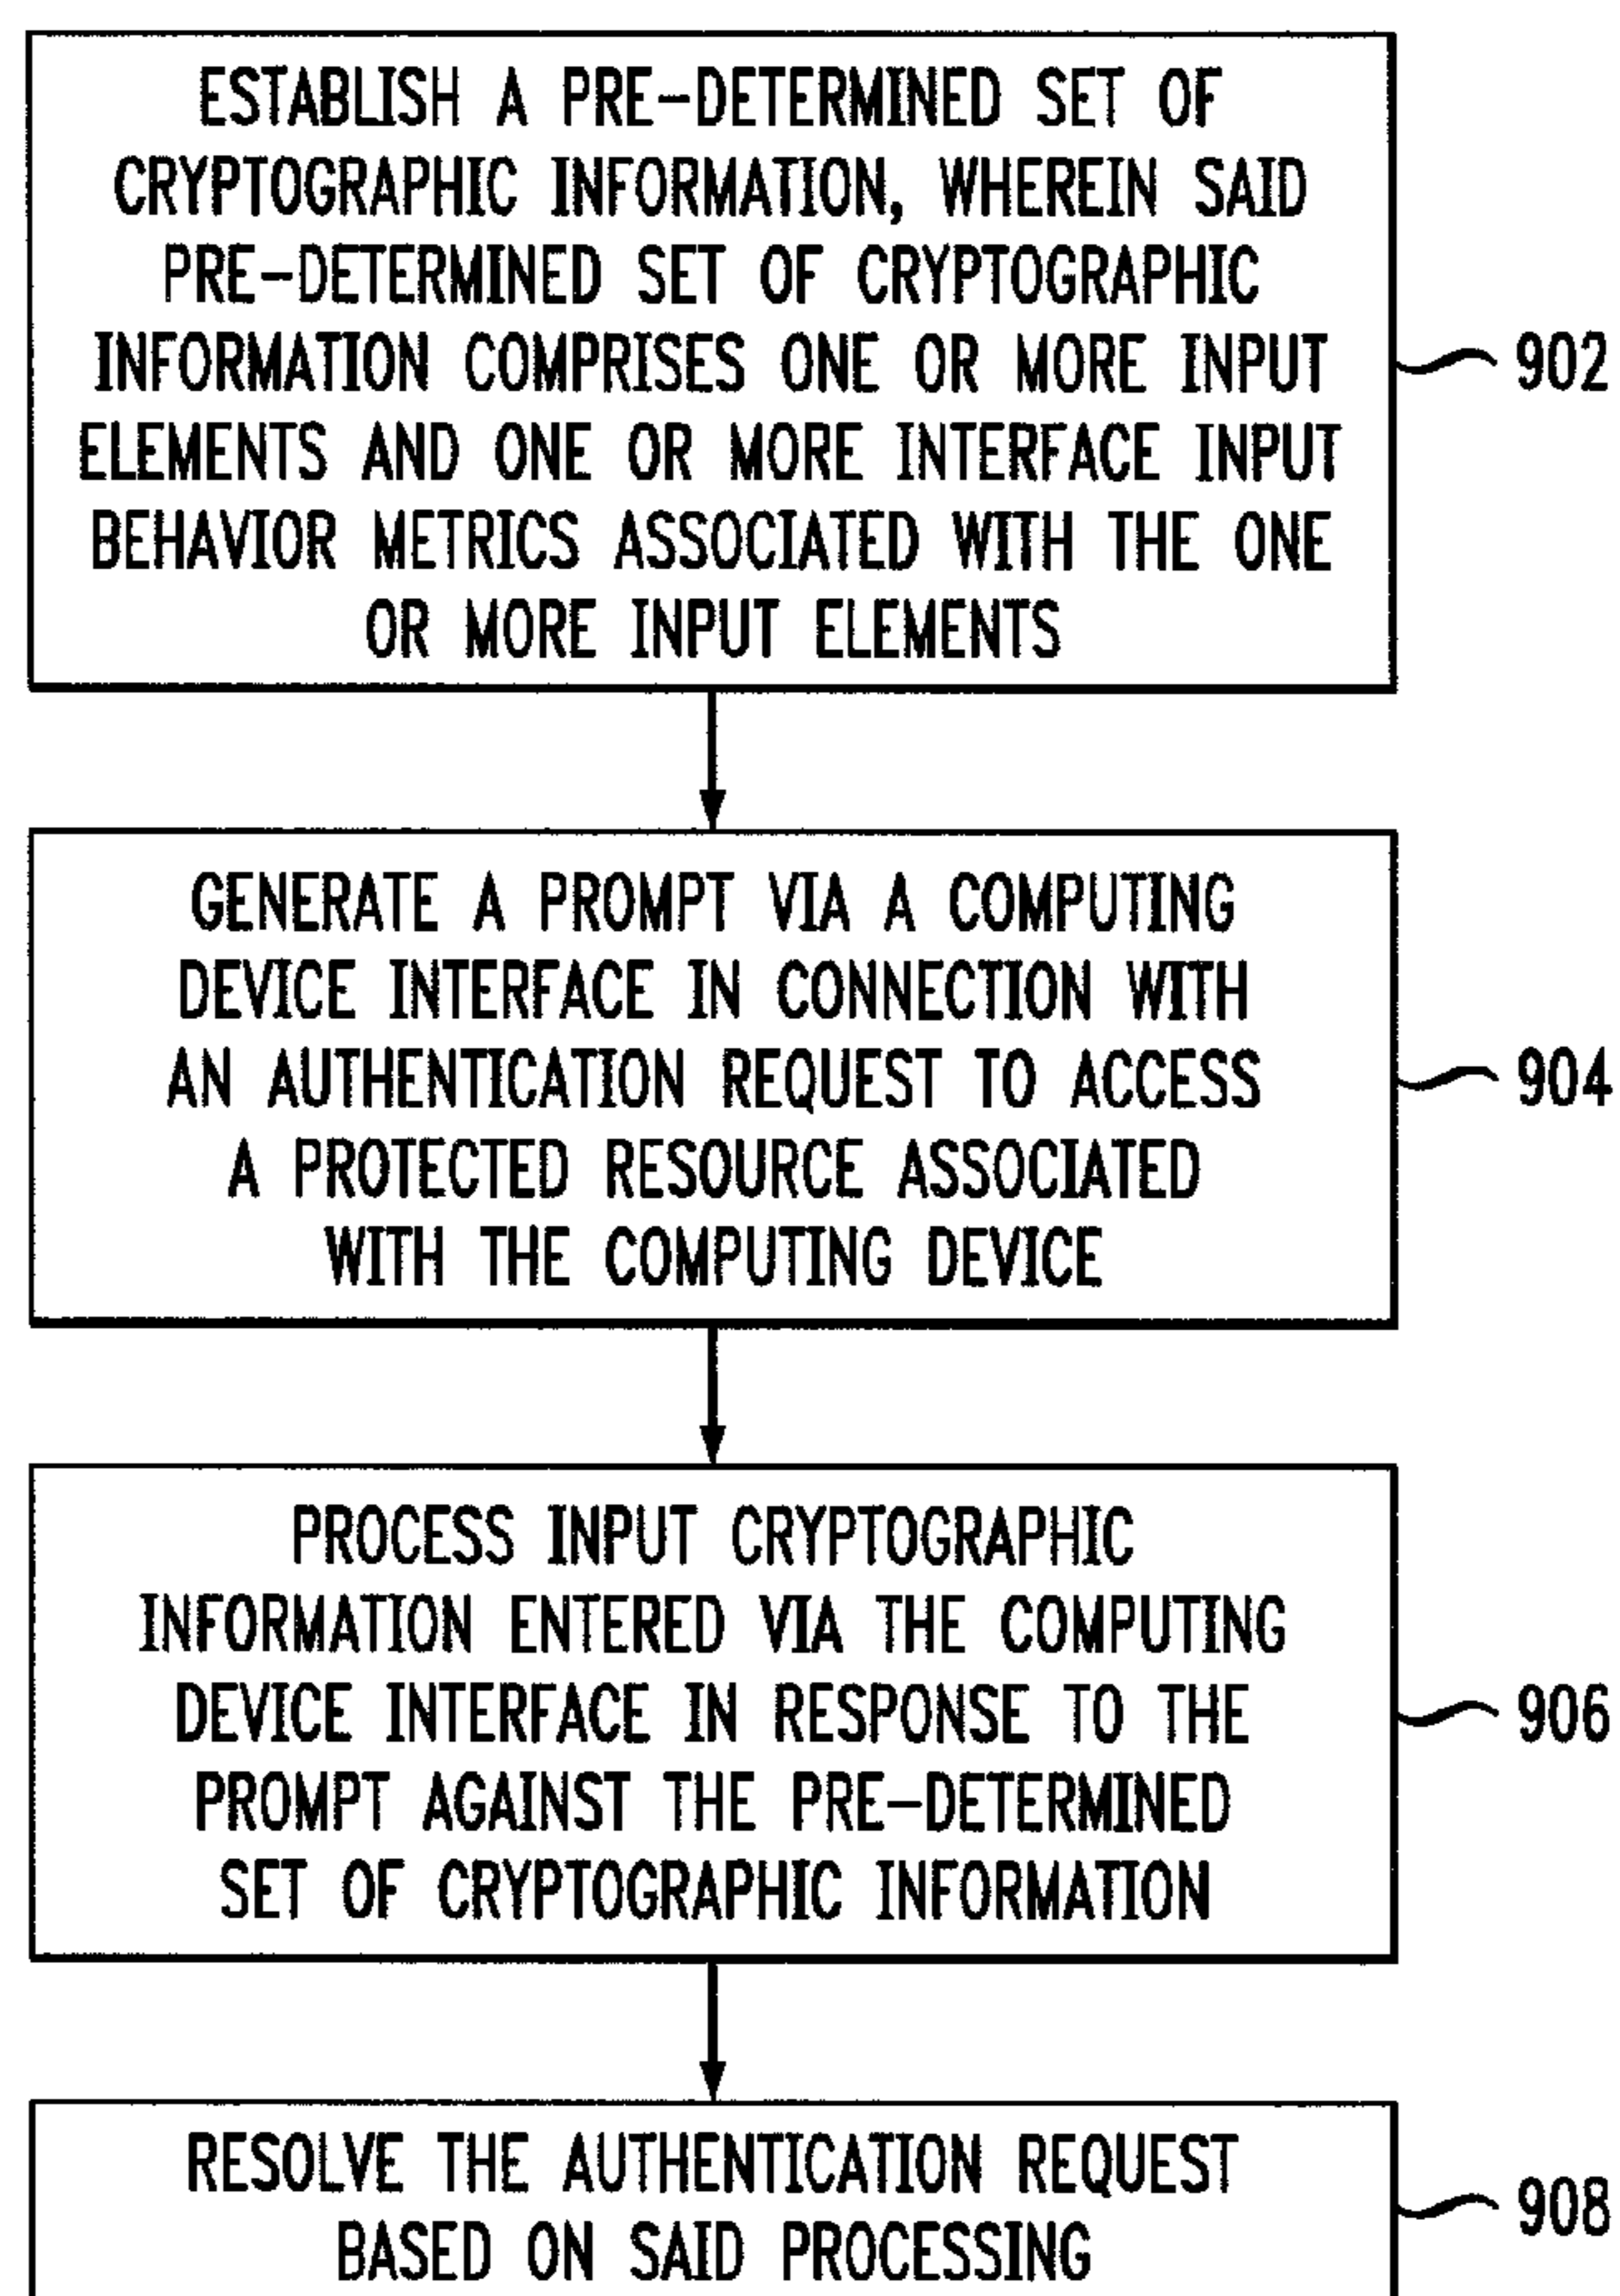 ESTABLISH A PRE-DETERMINED SET OF
CRYPTOGRAPHIC INFORMATION, WHEREIN SAID
PRE-DETERMINED SET OF CRYPTOGRAPHIC
INFORMATION COMPRISES ONE OR MORE INPUT
ELEMENTS AND ONE OR MORE INTERFACE INPUT
BEHAVIOR METRICS ASSOCIATED WITH THE ONE
OR MORE INPUT ELEMENTS
902
GENERATE A PROMPT VIA A COMPUTING
DEVICE INTERFACE IN CONNECTION WITH
AN AUTHENTICATION REQUEST TO ACCESS
A PROTECTED RESOURCE ASSOCIATED
WITH THE COMPUTING DEVICE
904
PROCESS INPUT CRYPTOGRAPHIC
INFORMATION ENTERED VIA THE COMPUTING
DEVICE INTERFACE IN RESPONSE TO THE
PROMPT AGAINST THE PRE-DETERMINED
SET OF CRYPTOGRAPHIC INFORMATION
906
RESOLVE THE AUTHENTICATION REQUEST
BASED ON SAID PROCESSING
908